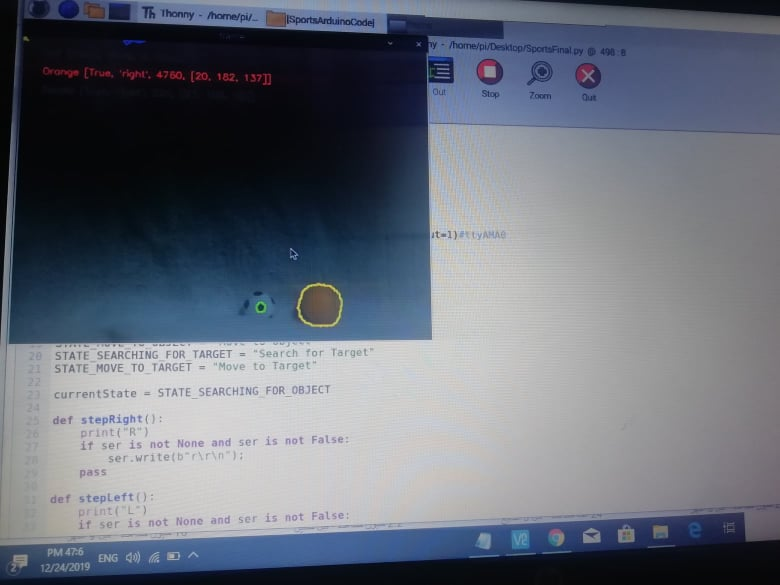 Thonny - /home/pi/...
|SportsArduinoCode|
ny - /home/pi/Desktop/SportsFinal.py @ 498 : 8
Orange [True, 'right', 4760, [20, 182, 137]]
Out
Stop
Zoom
Quit
ut=1)#ttyAMA0
20 STATE_SEARCHING_FOR_TARGET = "Search for Target"
21 STATE_MOVE_TO_TARGET = "Move to Target"
22
23 currentState = STATE_SEARCHING_FOR_OBJECT
24
25 def stepRight():
26 print("R")
27 if ser is not None and ser is not False:
28 ser.write(b"r\r\n");
29 pass
30
31 def stepLeft():
32 print("L")
33 if ser is not None and ser is not False:
PM 4:76
12/24/2019
ENG
2
V2